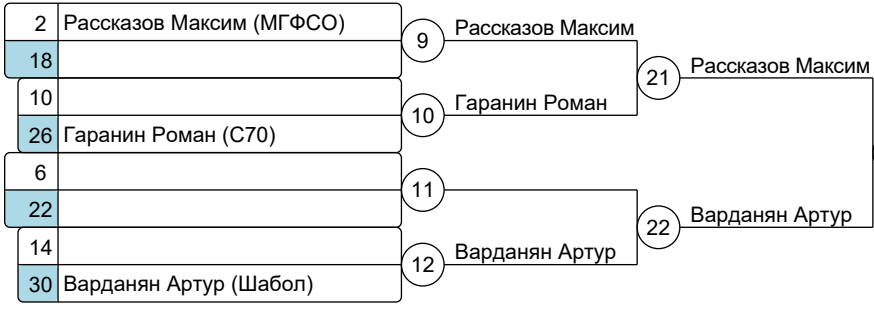 2 Рассказов Максим (МГФСО)
18
9 Рассказов Максим
10
26 Гаранин Роман (С70)
10 Гаранин Роман
21 Рассказов Максим
6
22
11
14
30 Варданян Артур (Шабол)
12 Варданян Артур
22 Варданян Артур